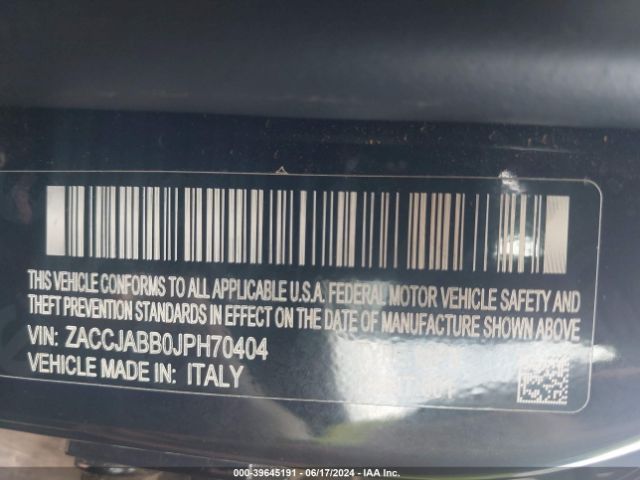 THIS VEHICLE CONFORMS TO ALL APPLICABLE U.S.A. FEDERAL MOTOR VEHICLE SAFETY AND
THEFT PREVENTION STANDARDS IN EFFECT ON THE DATE OF MANUFACTURE SHOWN ABOVE
VIN: ZACCJABB0JPH70404
VEHICLE MADE IN: ITALY
000-39645191 - 06/17/2024 - IAA Inc.